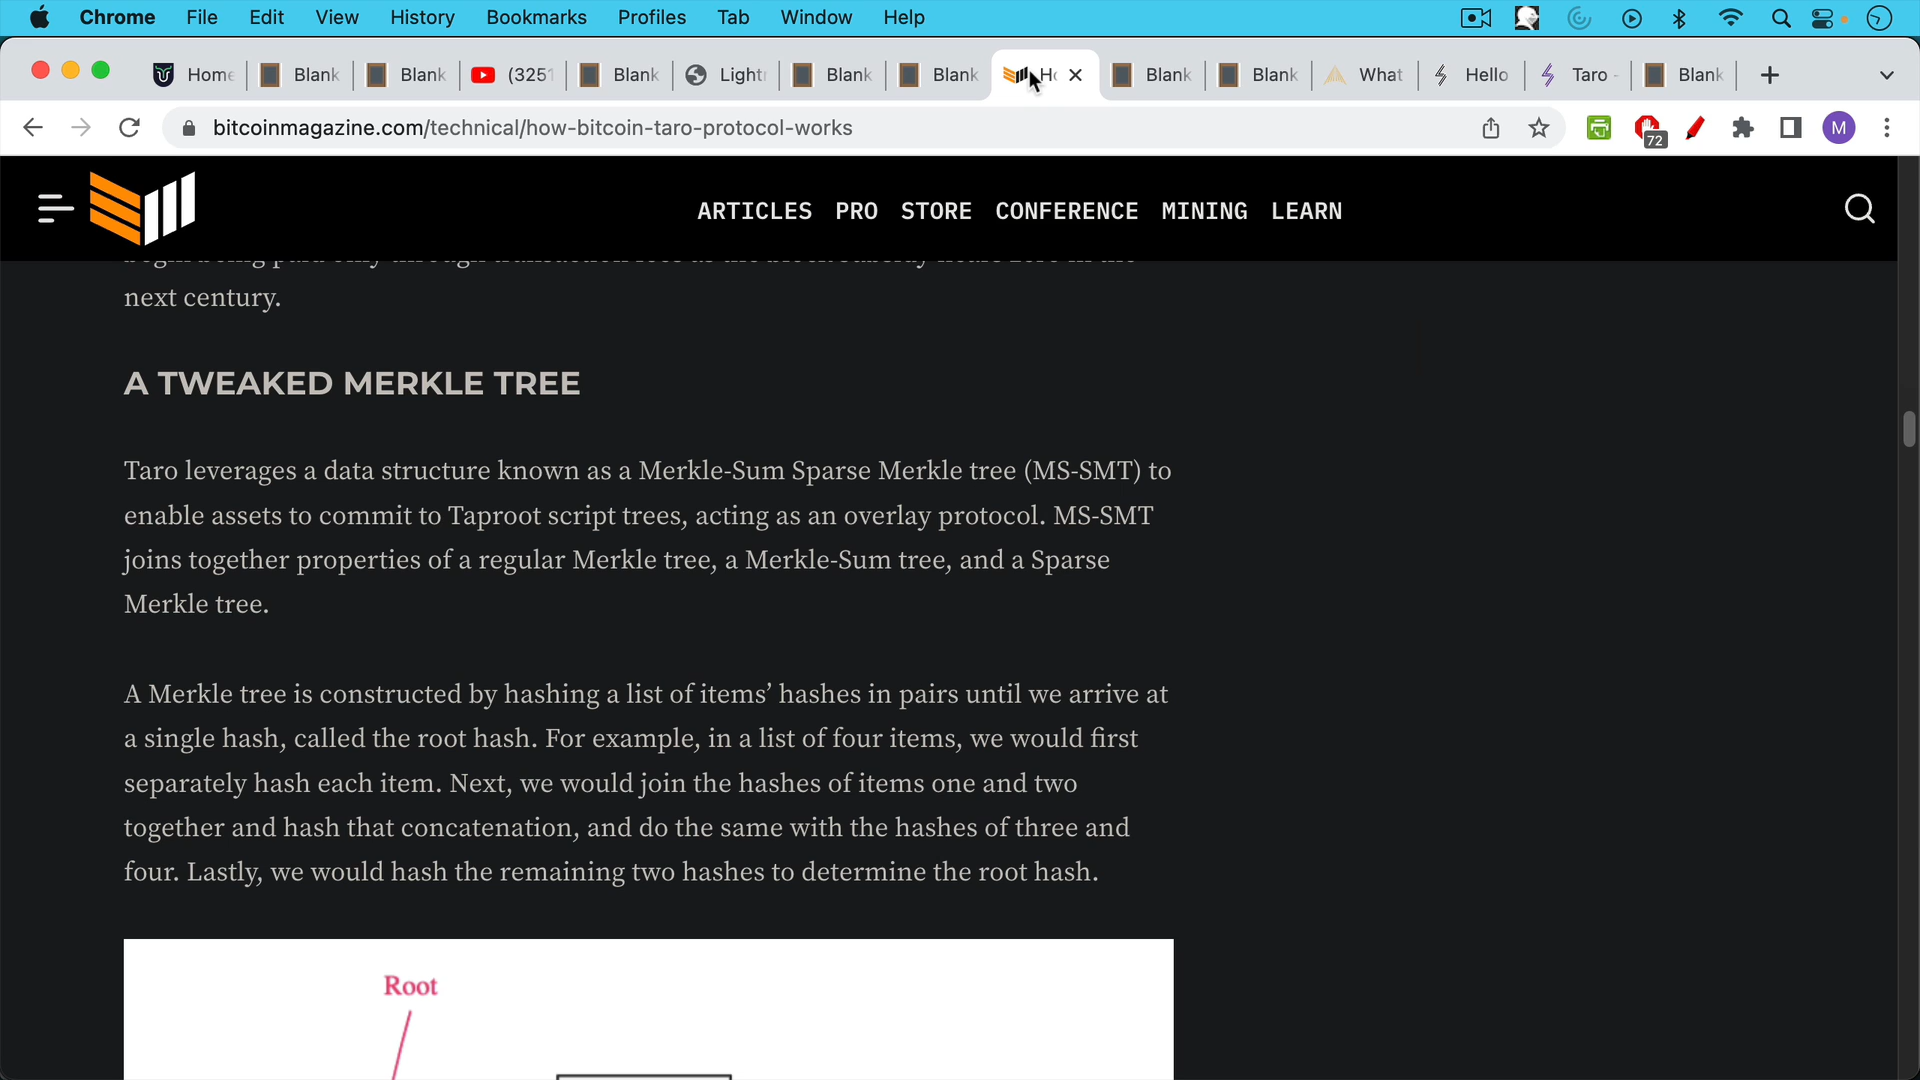 Chrome File Edit View History Bookmarks Profiles Tab Window Help
Home Blank Blank (325 Blank Light Blank Blank Ho Blank Blank What Hello Taro - Blank
bitcoinmagazine.com/technical/how-bitcoin-taro-protocol-works
72
M
ARTICLES PRO STORE CONFERENCE MINING LEARN
next century.
A TWEAKED MERKLE TREE
Taro leverages a data structure known as a Merkle-Sum Sparse Merkle tree (MS-SMT) to
enable assets to commit to Taproot script trees, acting as an overlay protocol. MS-SMT
joins together properties of a regular Merkle tree, a Merkle-Sum tree, and a Sparse
Merkle tree.
A Merkle tree is constructed by hashing a list of items’ hashes in pairs until we arrive at
a single hash, called the root hash. For example, in a list of four items, we would first
separately hash each item. Next, we would join the hashes of items one and two
together and hash that concatenation, and do the same with the hashes of three and
four. Lastly, we would hash the remaining two hashes to determine the root hash.
Root